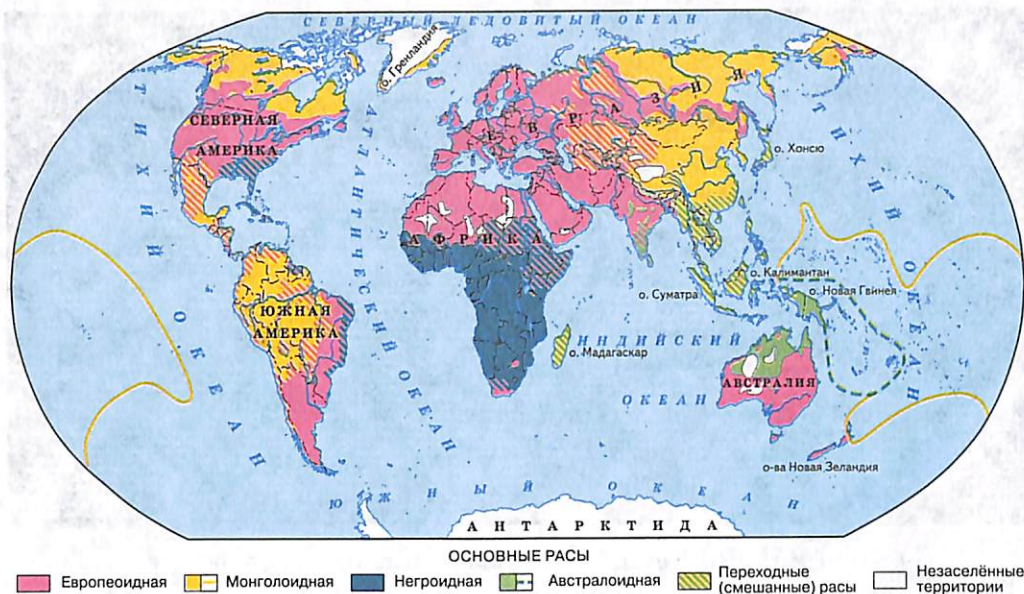 СЕВЕРНЫЙ ЛЕДОВИТЫЙ ОКЕАН
о. Гренландия
СЕВЕРНАЯ
АМЕРИКА
ЕВРАЗИЯ
ТИХИЙ
ОКЕАН
АТЛАНТИЧЕСКИЙ
ОКЕАН
ТИХИЙ
ОКЕАН
о. Хонсю
АФРИКА
о. Калимантан
о. Суматра
о. Новая Гвинея
ЮЖНАЯ
АМЕРИКА
ИНДИЙСКИЙ
ОКЕАН
о. Мадагаскар
АВСТРАЛИЯ
о-ва Новая Зеландия
ЮЖНЫЙ ОКЕАН
АНТАРКТИДА
ОСНОВНЫЕ РАСЫ
Европеоидная
Монголоидная
Негроидная
Австралоидная
Переходные
(смешанные) расы
Незаселённые
территории